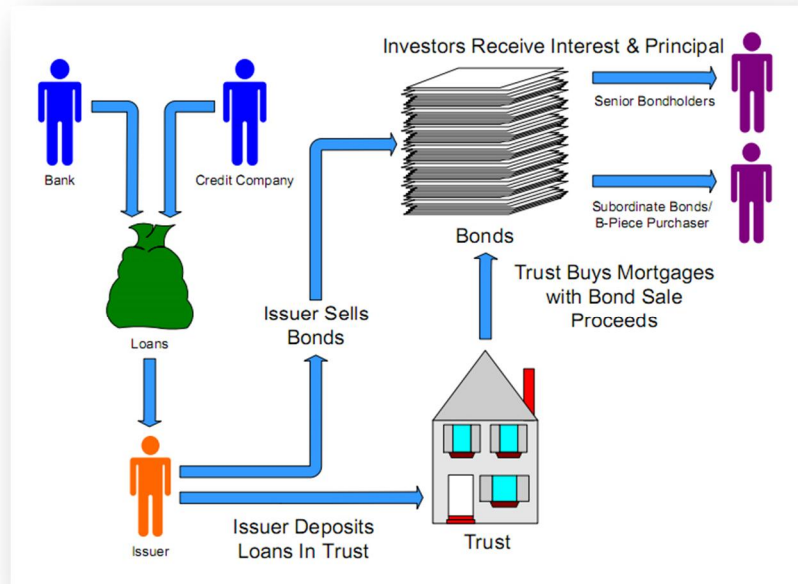 Investors Receive Interest & Principal
Bank
Credit Company
Senior Bondholders
Subordinate Bonds/
B-Piece Purchaser
Bonds
Loans
Issuer Sells
Bonds
Trust Buys Mortgages
with Bond Sale
Proceeds
Issuer
Issuer Deposits
Loans In Trust
Trust